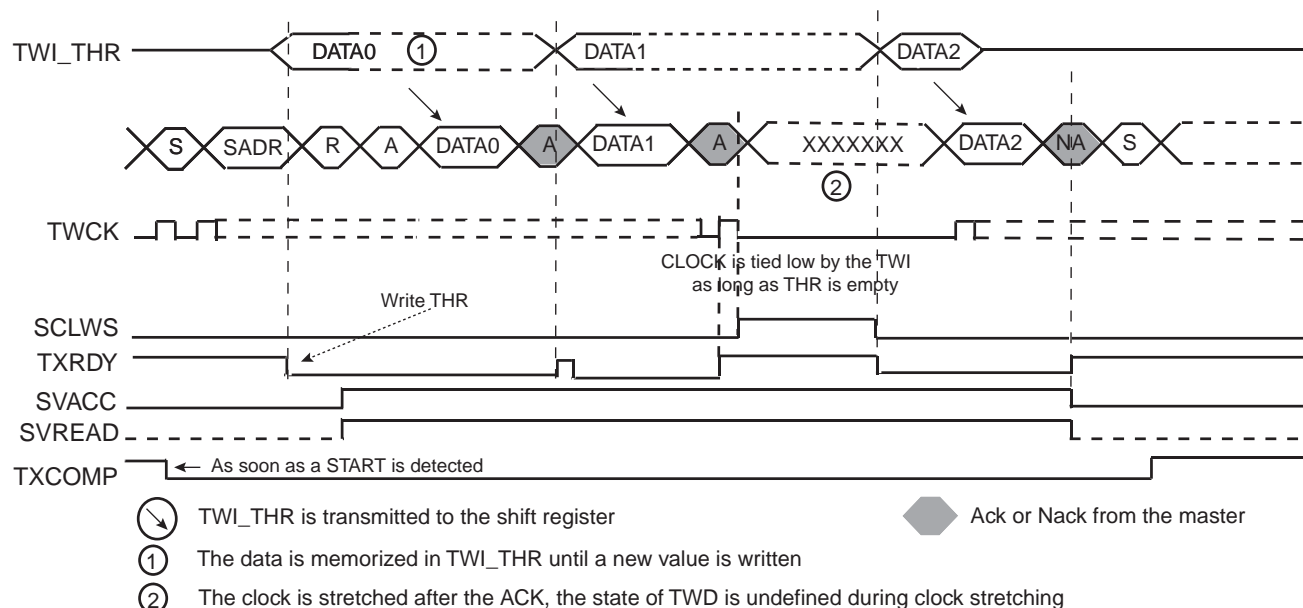 TWI_THR DATA0 1 DATA1 DATA2
S SADR R A DATA0 A DATA1 A XXXXXXX DATA2 NA S
2
TWCK
CLOCK is tied low by the TWI
as long as THR is empty
Write THR
SCLWS
TXRDY
SVACC
SVREAD
TXCOMP As soon as a START is detected
TWI_THR is transmitted to the shift register Ack or Nack from the master
1 The data is memorized in TWI_THR until a new value is written
2 The clock is stretched after the ACK, the state of TWD is undefined during clock stretching